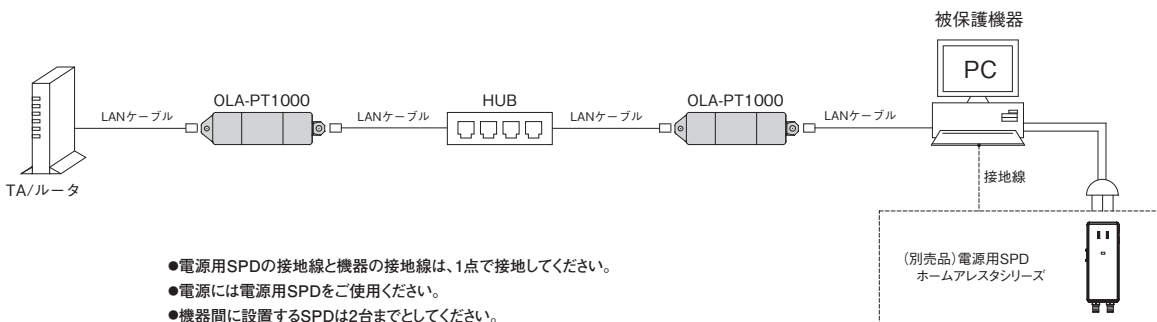 被保護機器
PC
OLA-PT1000
HUB
OLA-PT1000
LANケーブル
LANケーブル
LANケーブル
LANケーブル
TA/ルータ
接地線
(別売品)電源用SPD
ホームアレスタシリーズ
●電源用SPDの接地線と機器の接地線は、1点で接地してください。
●電源には電源用SPDをご使用ください。
●機器間に設置するSPDは2台までとしてください。